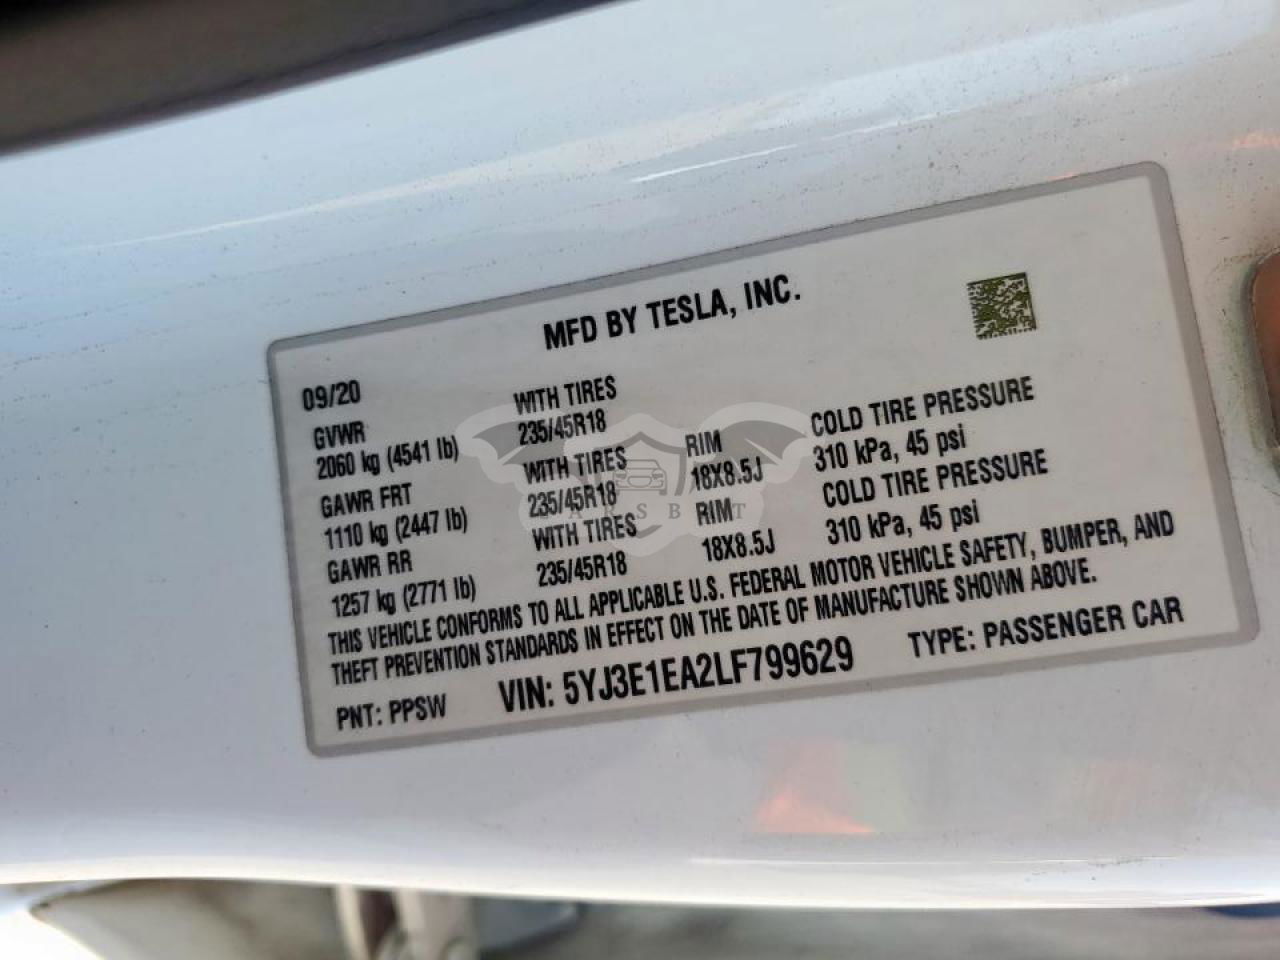 MFD BY TESLA, INC.
09/20
GVWR WITH TIRES
2060 kg (4541 lb) 235/45R18
GAWR FRT WITH TIRES RIM COLD TIRE PRESSURE
1110 kg (2447 lb) 235/45R18 18X8.5J 310 kPa, 45 psi
GAWR RR WITH TIRES RIM COLD TIRE PRESSURE
1257 kg (2771 lb) 235/45R18 18X8.5J 310 kPa, 45 psi
THIS VEHICLE CONFORMS TO ALL APPLICABLE U.S. FEDERAL MOTOR VEHICLE SAFETY, BUMPER, AND
THEFT PREVENTION STANDARDS IN EFFECT ON THE DATE OF MANUFACTURE SHOWN ABOVE.
PNT: PPSW VIN: 5YJ3E1EA2LF799629 TYPE: PASSENGER CAR